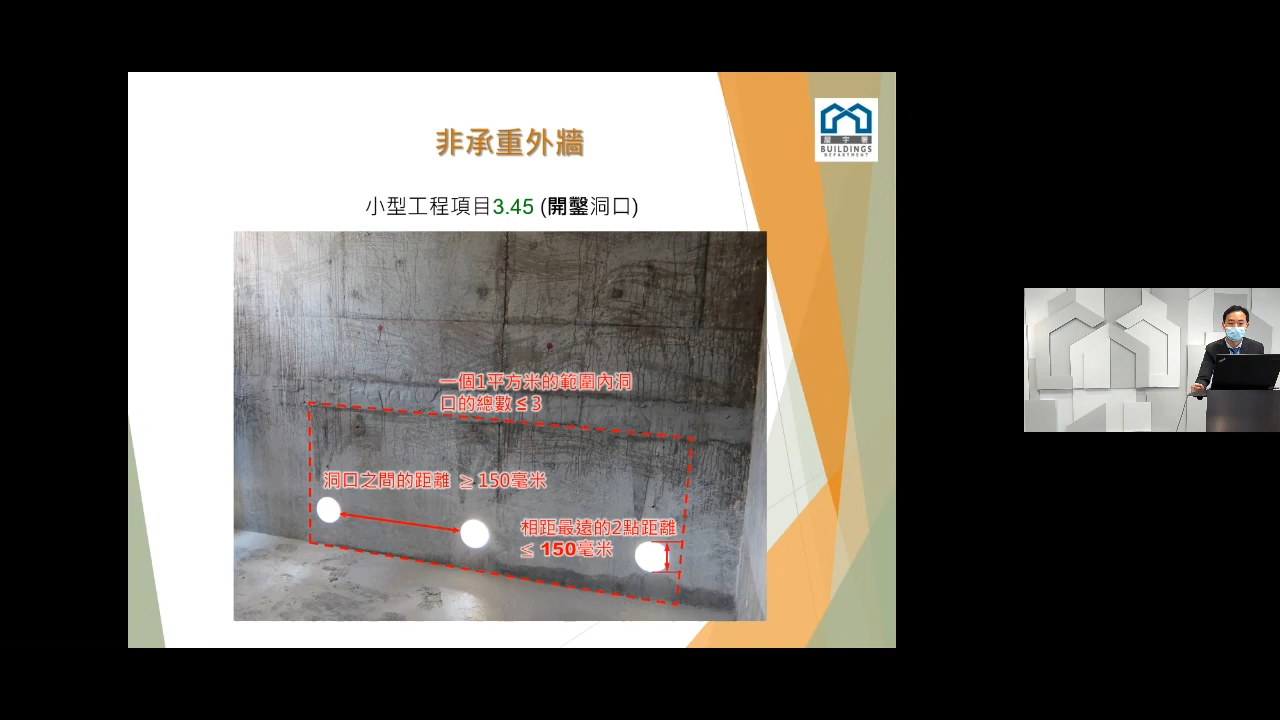 非承重外牆
屋宇署
BUILDINGS
DEPARTMENT
小型工程項目3.45 (開鑿洞口)
一個1平方米的範圍內洞
口的總數 ≤ 3
洞口之間的距離 ≥ 150毫米
相距最遠的2點距離
≤ 150毫米